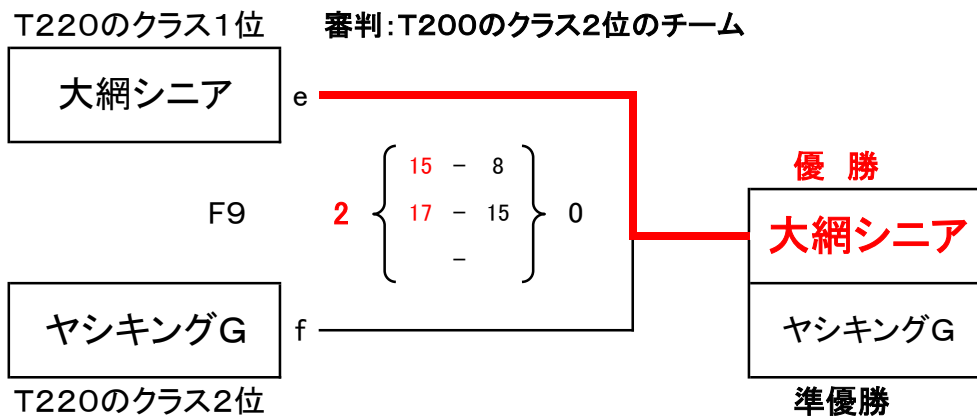 T220のクラス1位
審判:T200のクラス2位のチーム
大網シニア
e
15 - 8
優 勝
F9
2
17 - 15
0
大網シニア
-
ヤシキングG
f
ヤシキングG
T220のクラス2位
準優勝